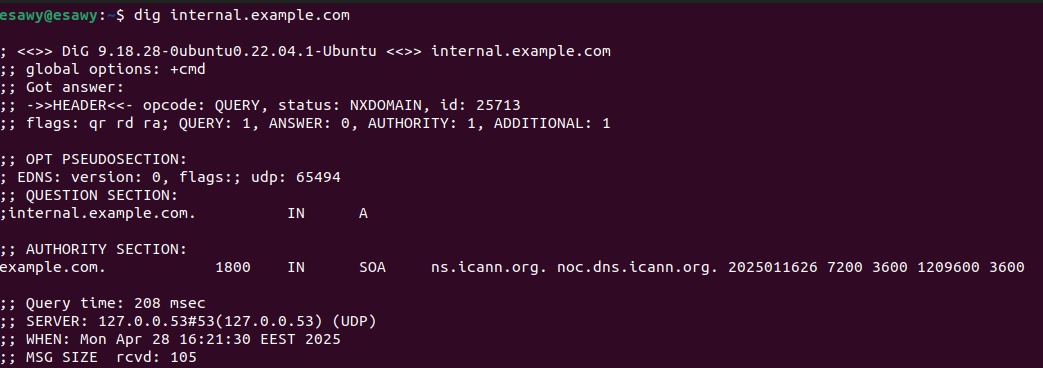 esawy@esawy:~$ dig internal.example.com
; <<>> DiG 9.18.28-0ubuntu0.22.04.1-Ubuntu <<>> internal.example.com
;; global options: +cmd
;; Got answer:
;; ->>HEADER<<- opcode: QUERY, status: NXDOMAIN, id: 25713
;; flags: qr rd ra; QUERY: 1, ANSWER: 0, AUTHORITY: 1, ADDITIONAL: 1
;; OPT PSEUDOSECTION:
; EDNS: version: 0, flags:; udp: 65494
;; QUESTION SECTION:
;internal.example.com. IN A
;; AUTHORITY SECTION:
example.com. 1800 IN SOA ns.icann.org. noc.dns.icann.org. 2025011626 7200 3600 1209600 3600
;; Query time: 208 msec
;; SERVER: 127.0.0.53#53(127.0.0.53) (UDP)
;; WHEN: Mon Apr 28 16:21:30 EEST 2025
;; MSG SIZE rcvd: 105